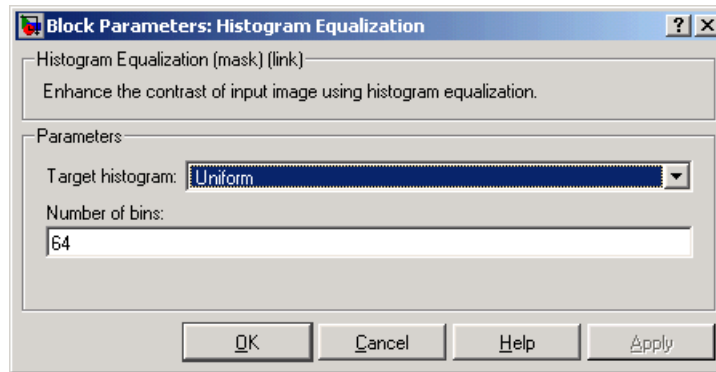 Block Parameters: Histogram Equalization
Histogram Equalization (mask) (link)
Enhance the contrast of input image using histogram equalization.
Parameters
Target histogram: Uniform
Number of bins:
64
OK Cancel Help Apply